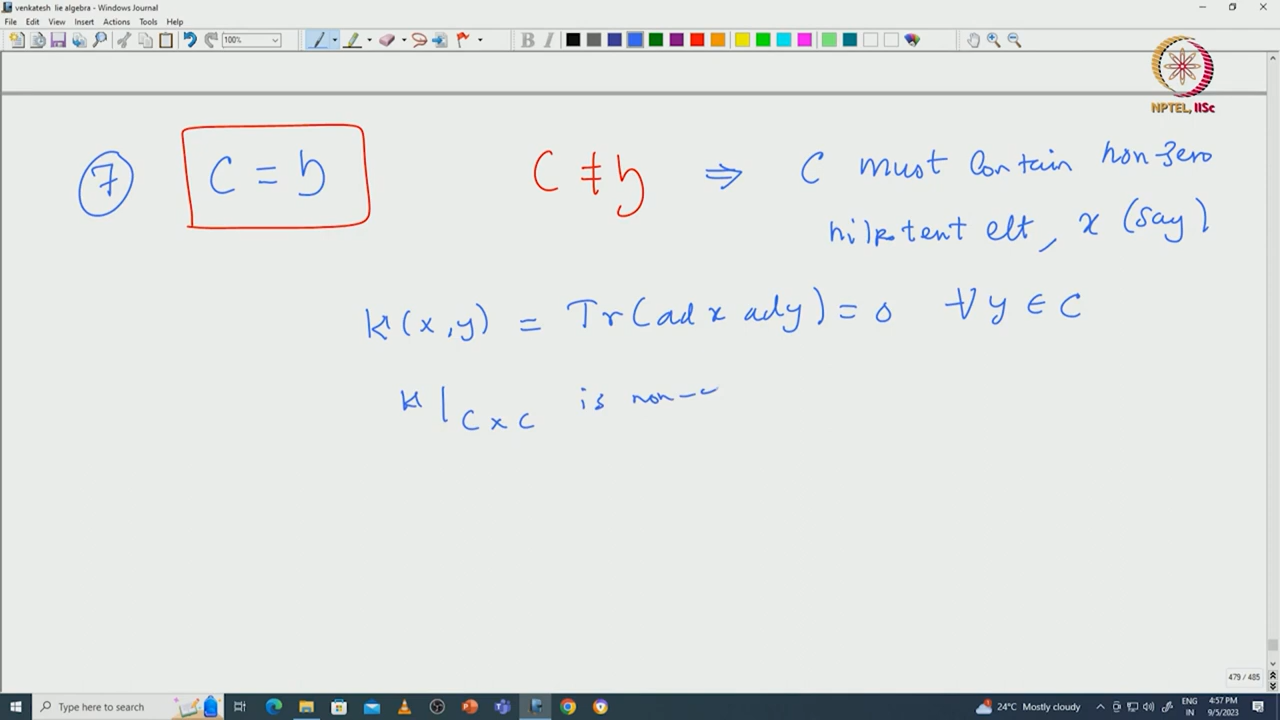 venkatesh lie algebra - Windows Journal
File Edit View Insert Actions Tools Help
100%
NPTEL, IISc
7 C = h C ≠ h ⇒ C must contain non-zero
nilpotent elt, x (say)
κ(x,y) = Tr(ad x ad y) = 0 ∀ y ∈ C
κ|C×C is non-
479 / 485
Type here to search
24°C Mostly cloudy
ENG
IN
4:57 PM
9/5/2023